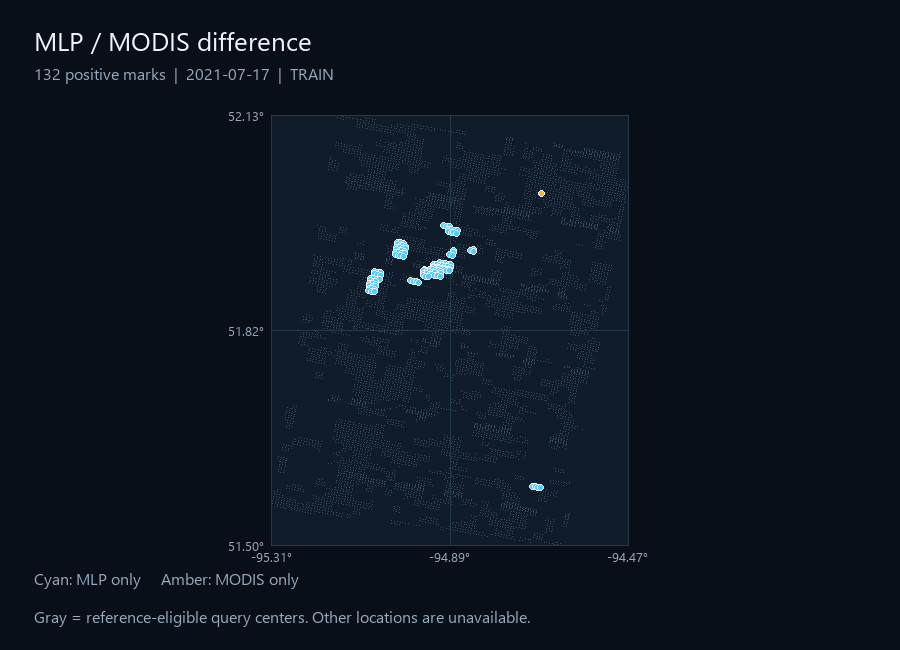 MLP / MODIS difference
132 positive marks | 2021-07-17 | TRAIN
52.13°
51.82°
51.50°
-95.31° -94.89° -94.47°
Cyan: MLP only Amber: MODIS only
Gray = reference-eligible query centers. Other locations are unavailable.